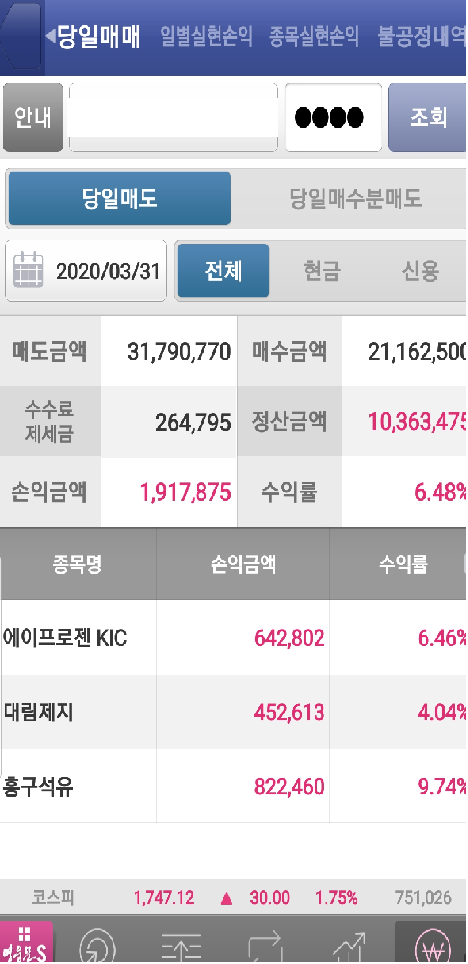 ◀당일매매 일별실현손익 종목실현손익 불공정내역
안내 ●●●● 조회
당일매도 당일매수분매도
2020/03/31 전체 현금 신용
매도금액 31,790,770 매수금액 21,162,500
수수료
제세금 264,795 정산금액 10,363,475
손익금액 1,917,875 수익률 6.48%
종목명 손익금액 수익률
에이프로젠 KIC 642,802 6.46%
대림제지 452,613 4.04%
흥구석유 822,460 9.74%
코스피 1,747.12 ▲ 30.00 1.75% 751,026
영웅문S